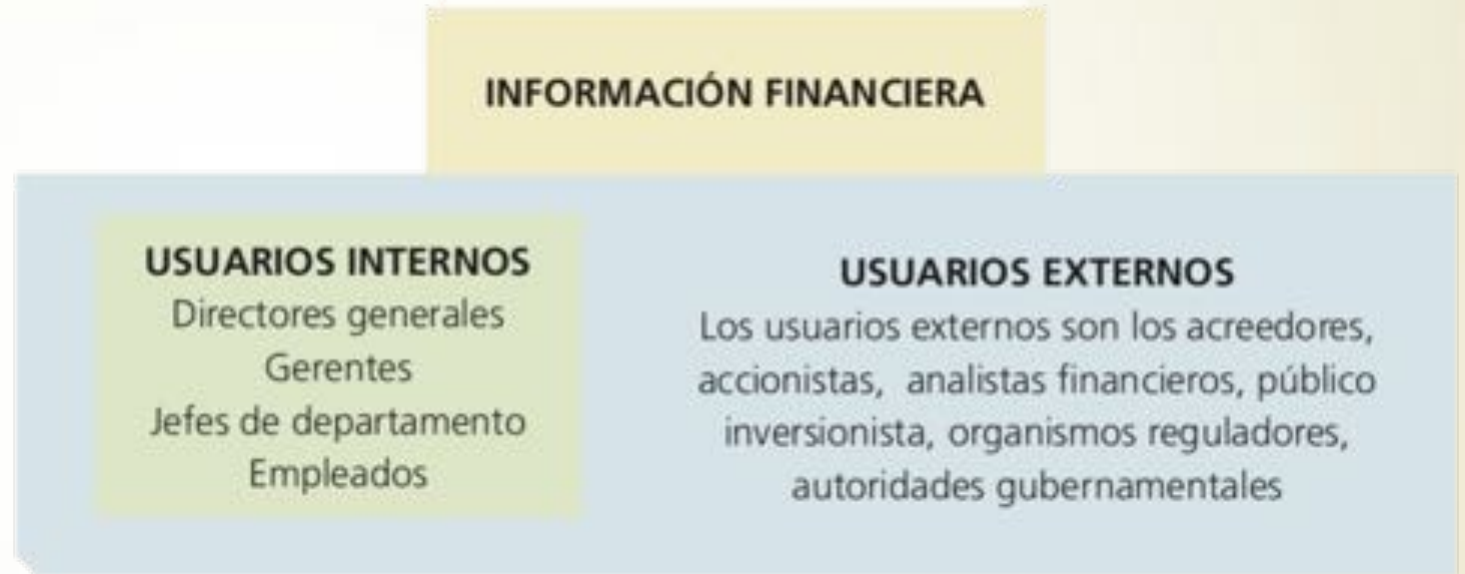 INFORMACIÓN FINANCIERA
USUARIOS INTERNOS
Directores generales
Gerentes
Jefes de departamento
Empleados
USUARIOS EXTERNOS
Los usuarios externos son los acreedores,
accionistas, analistas financieros, público
inversionista, organismos reguladores,
autoridades gubernamentales